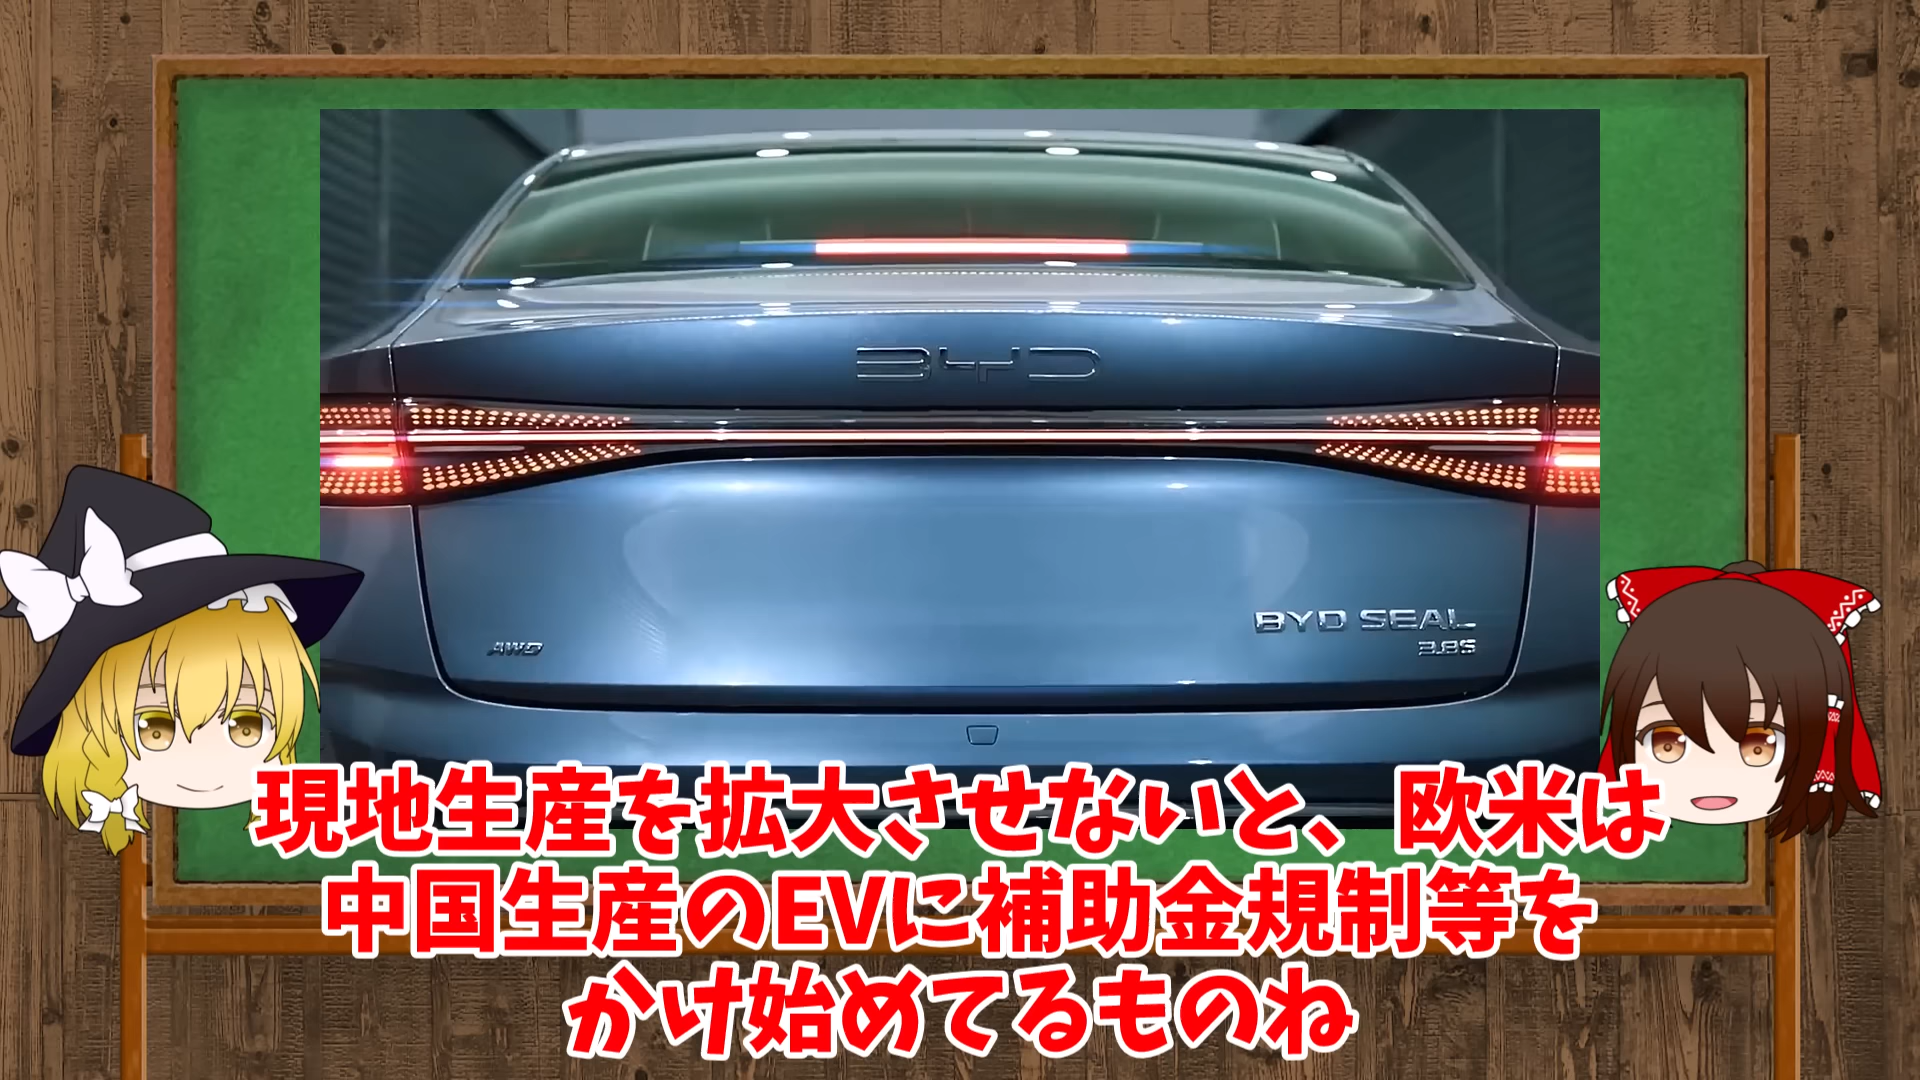 BYD
BYD SEAL
AWD
3.8S
現地生産を拡大させないと、欧米は
中国生産のEVに補助金規制等を
かけ始めてるものね